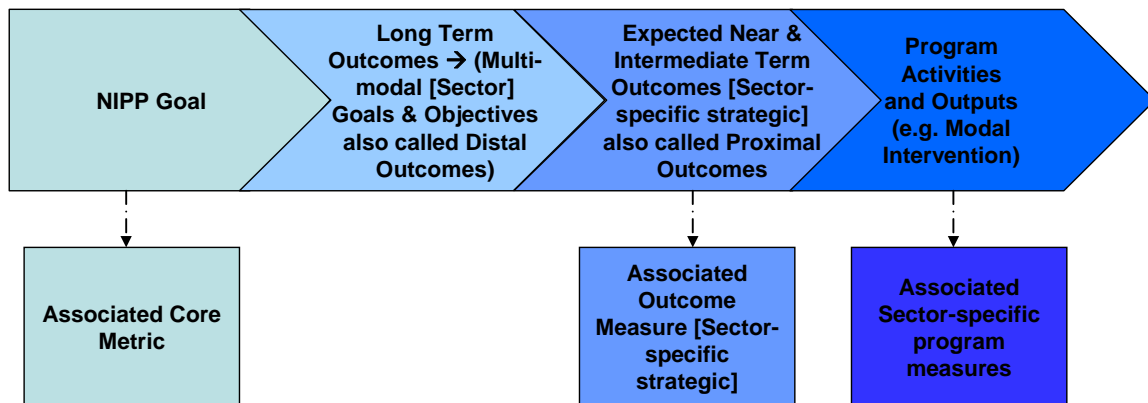 NIPP Goal
Long Term
Outcomes → (Multi-
modal [Sector]
Goals & Objectives
also called Distal
Outcomes)
Expected Near &
Intermediate Term
Outcomes [Sector-
specific strategic]
also called Proximal
Outcomes
Program
Activities
and Outputs
(e.g. Modal
Intervention)
Associated Core
Metric
Associated
Outcome
Measure [Sector-
specific
strategic]
Associated
Sector-specific
program
measures